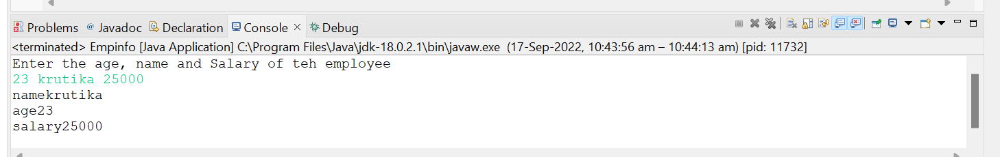 Problems @ Javadoc Declaration Console × Debug
<terminated> Empinfo [Java Application] C:\Program Files\Java\jdk-18.0.2.1\bin\javaw.exe (17-Sep-2022, 10:43:56 am – 10:44:13 am) [pid: 11732]
Enter the age, name and Salary of teh employee
23 krutika 25000
namekrutika
age23
salary25000